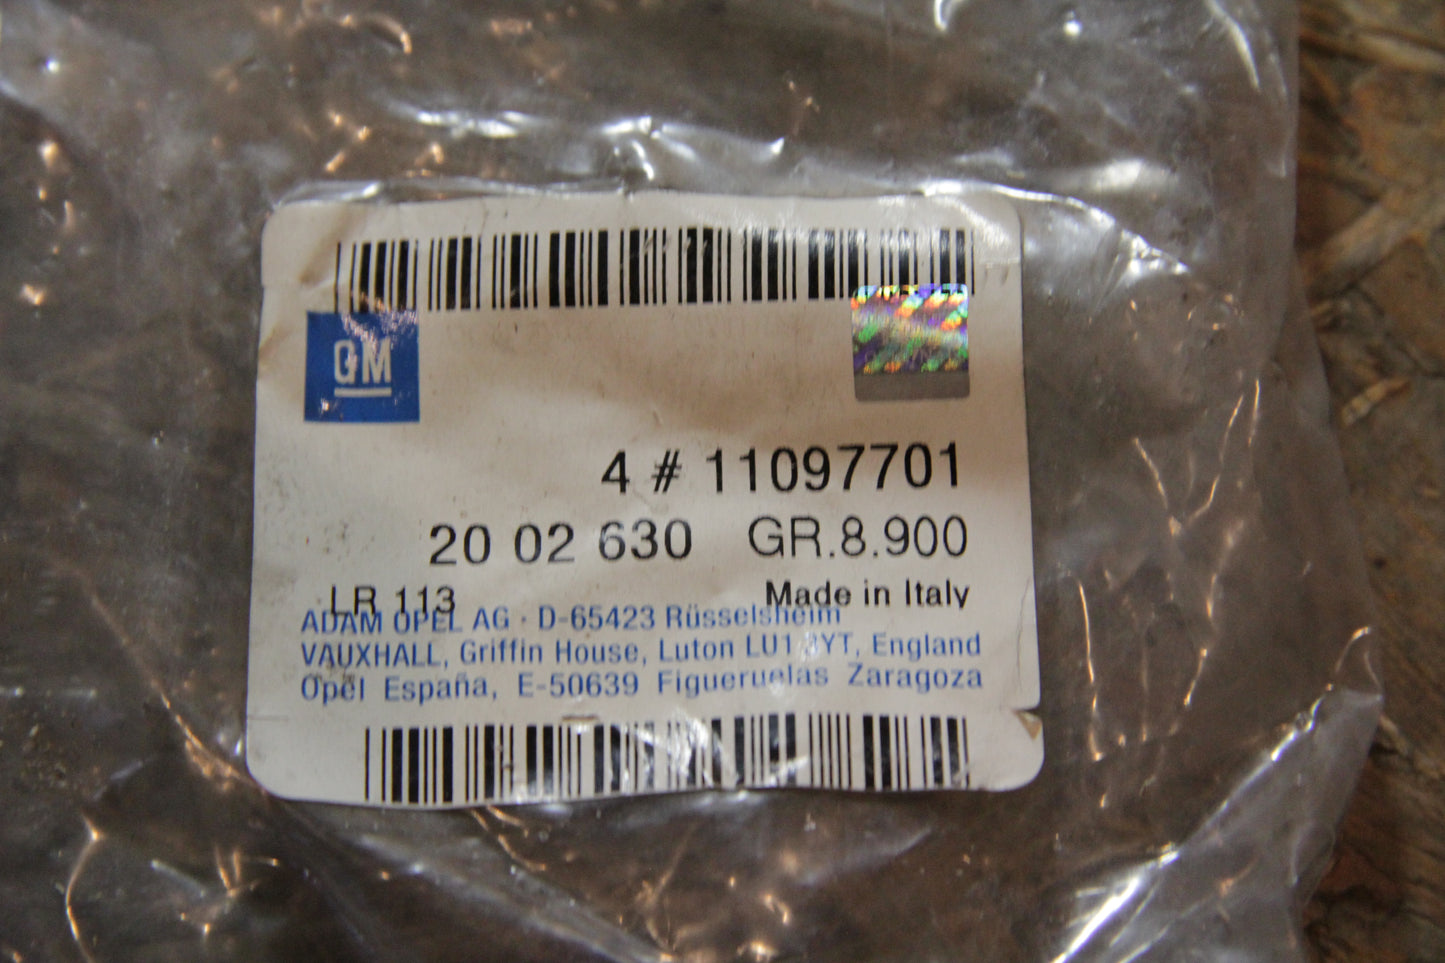 GM
4 # 11097701
20 02 630 GR.8.900
LR 113 Made in Italy
ADAM OPEL AG · D-65423 Rüsselsheim
VAUXHALL, Griffin House, Luton LU1 3YT, England
Opel España, E-50639 Figueruelas Zaragoza